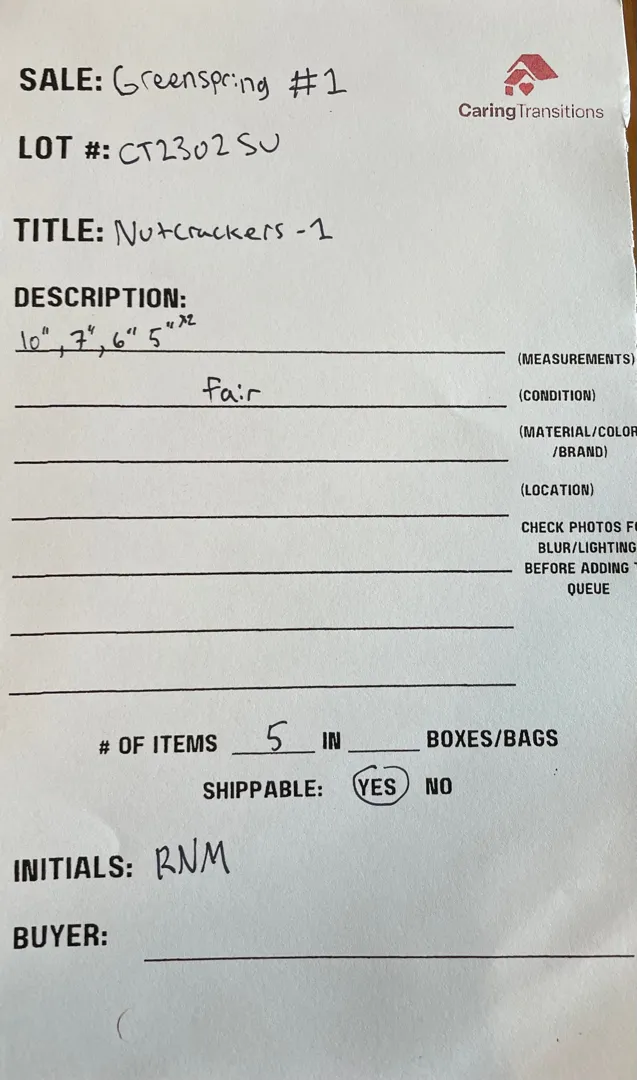 SALE: Greenspring #1
CaringTransitions
LOT #: CT2302SU
TITLE: Nutcrackers -1
DESCRIPTION:
10", 7", 6" 5" x2
(MEASUREMENTS)
fair
(CONDITION)
(MATERIAL/COLOR
/BRAND)
(LOCATION)
CHECK PHOTOS FO
BLUR/LIGHTING
BEFORE ADDING T
QUEUE
# OF ITEMS 5 IN BOXES/BAGS
SHIPPABLE: YES NO
INITIALS: RNM
BUYER: